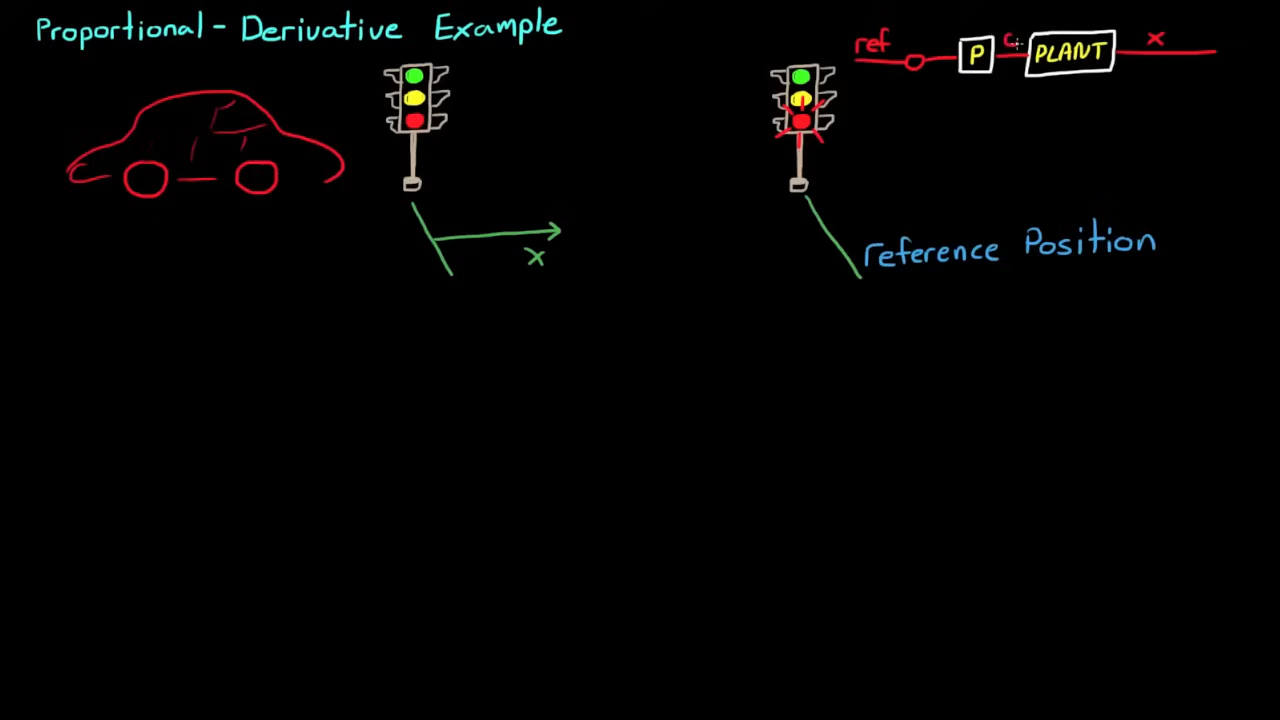 Proportional - Derivative Example
ref
P
PLANT
x
x
reference Position